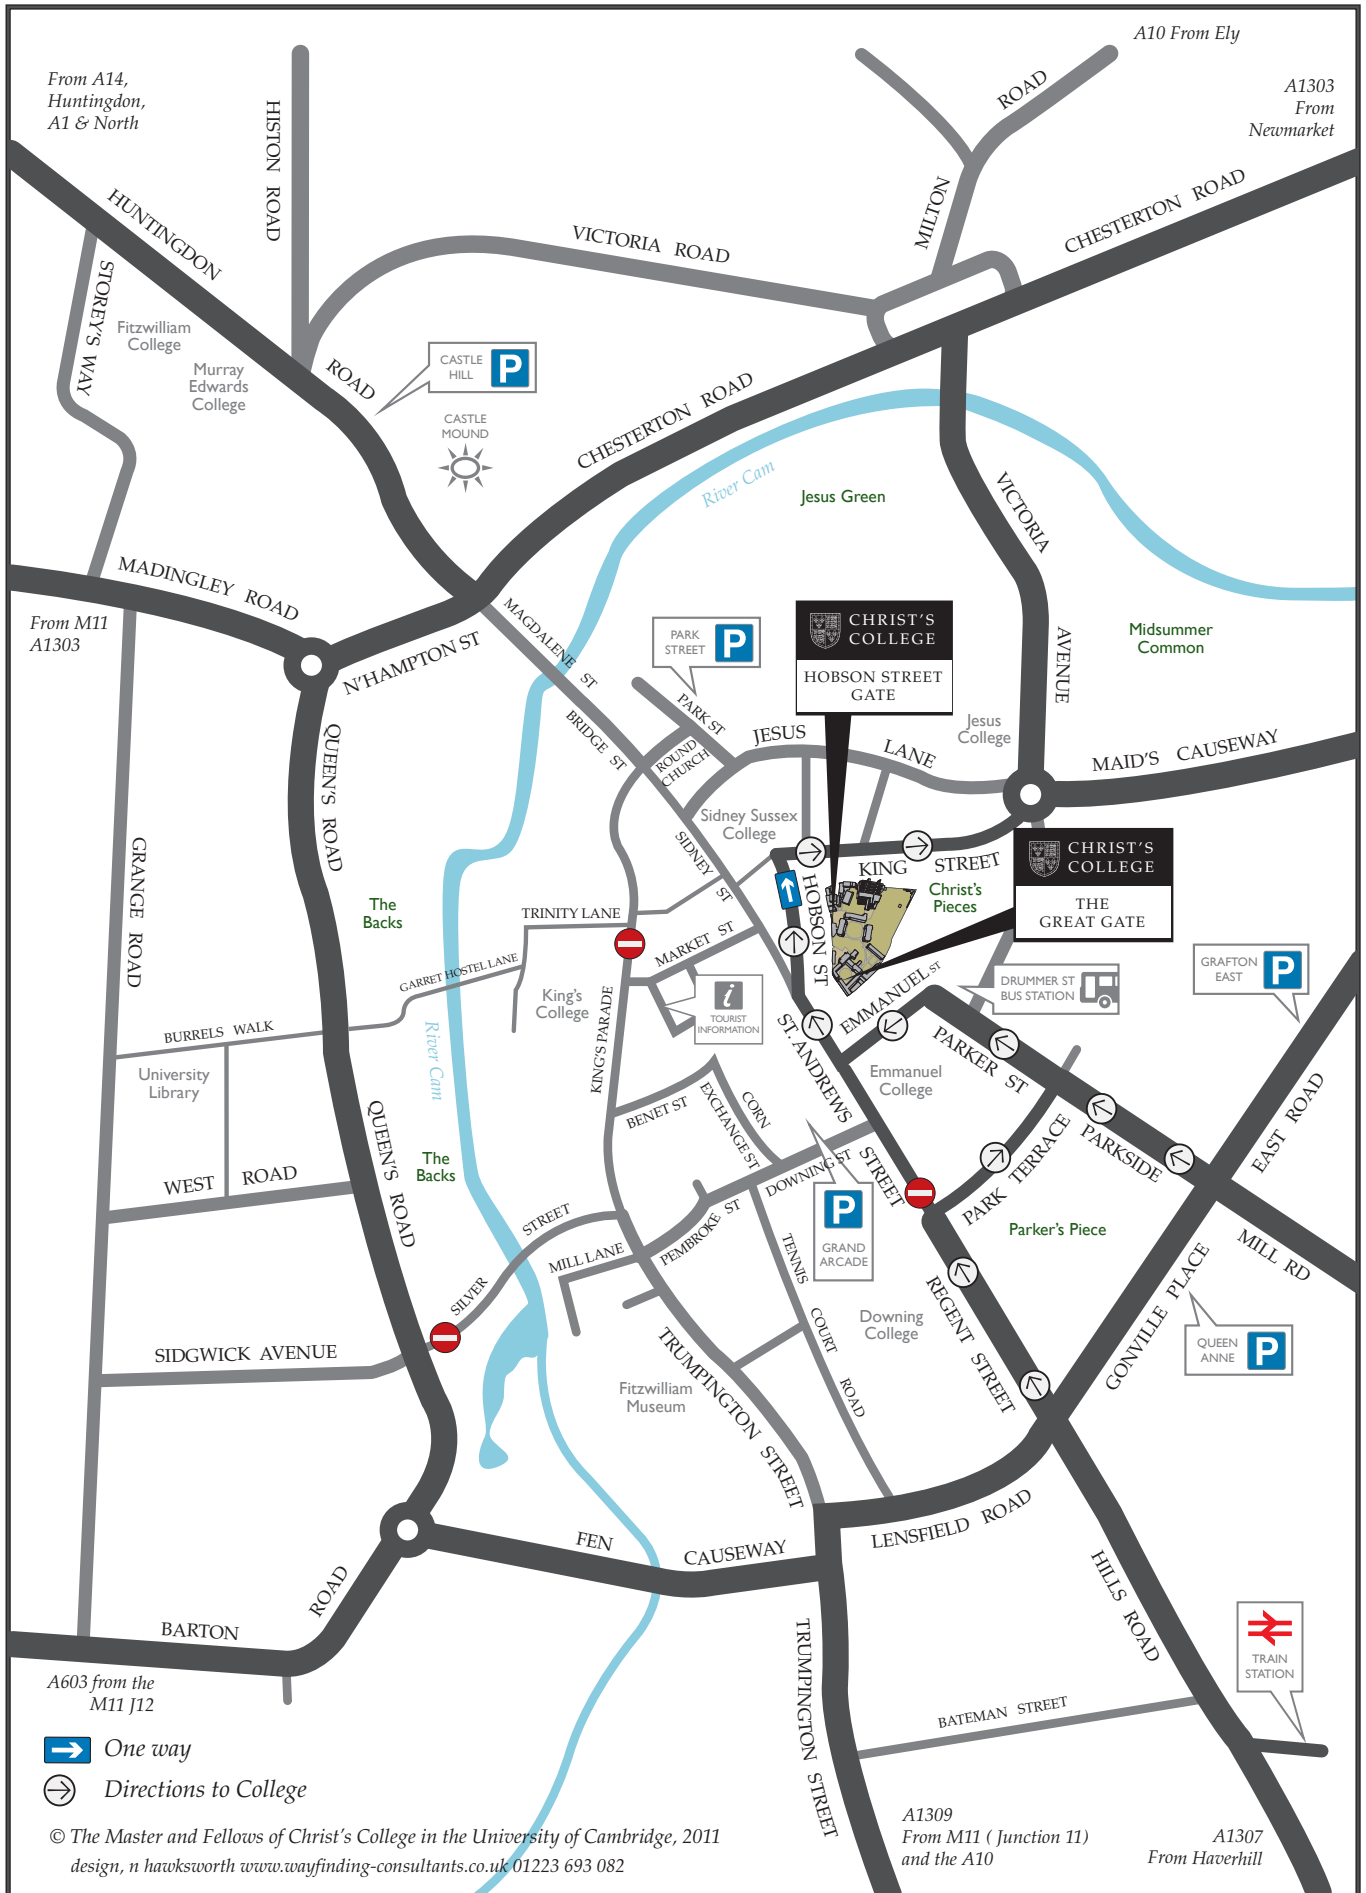 A10 From Ely
From A14,
Huntingdon,
A1 & North
A1303
From
Newmarket
HISTON ROAD
ROAD
MILTON
HUNTINGDON
VICTORIA ROAD
CHESTERTON ROAD
STOREY'S WAY
Fitzwilliam
College
Murray
Edwards
College
ROAD
CASTLE
HILL
P
CASTLE
MOUND
CHESTERTON ROAD
River Cam
Jesus Green
VICTORIA
AVENUE
MADINGLEY ROAD
From M11
A1303
N'HAMPTON ST
MAGDALENE ST
PARK
STREET
P
CHRIST'S
COLLEGE
HOBSON STREET
GATE
Midsummer
Common
BRIDGE ST
PARK ST
ROUND
CHURCH
JESUS LANE
Jesus
College
MAID'S CAUSEWAY
QUEEN'S ROAD
GRANGE ROAD
Sidney Sussex
College
SIDNEY ST
KING STREET
HOBSON ST
CHRIST'S
COLLEGE
THE
GREAT GATE
Christ's
Pieces
The
Backs
TRINITY LANE
MARKET ST
GARRET HOSTEL LANE
King's
College
i
TOURIST
INFORMATION
EMMANUEL ST
DRUMMER ST
BUS STATION
GRAFTON
EAST
P
BURRELS WALK
University
Library
River Cam
KING'S PARADE
ST. ANDREWS STREET
PARKER ST
Emmanuel
College
BENET ST
CORN
EXCHANGE ST
PARKSIDE
EAST ROAD
QUEEN'S ROAD
The
Backs
WEST ROAD
DOWNING ST
PARK TERRACE
Parker's Piece
MILL RD
STREET
SILVER
MILL LANE
PEMBROKE ST
P
GRAND
ARCADE
TENNIS COURT ROAD
REGENT STREET
GONVILLE PLACE
QUEEN
ANNE
P
Downing
College
SIDGWICK AVENUE
Fitzwilliam
Museum
TRUMPINGTON STREET
LENSFIELD ROAD
FEN CAUSEWAY
HILLS ROAD
BARTON ROAD
A603 from the
M11 J12
TRAIN
STATION
BATEMAN STREET
TRUMPINGTON STREET
One way
Directions to College
A1309
From M11 ( Junction 11)
and the A10
A1307
From Haverhill
© The Master and Fellows of Christ's College in the University of Cambridge, 2011
design, n hawksworth www.wayfinding-consultants.co.uk 01223 693 082